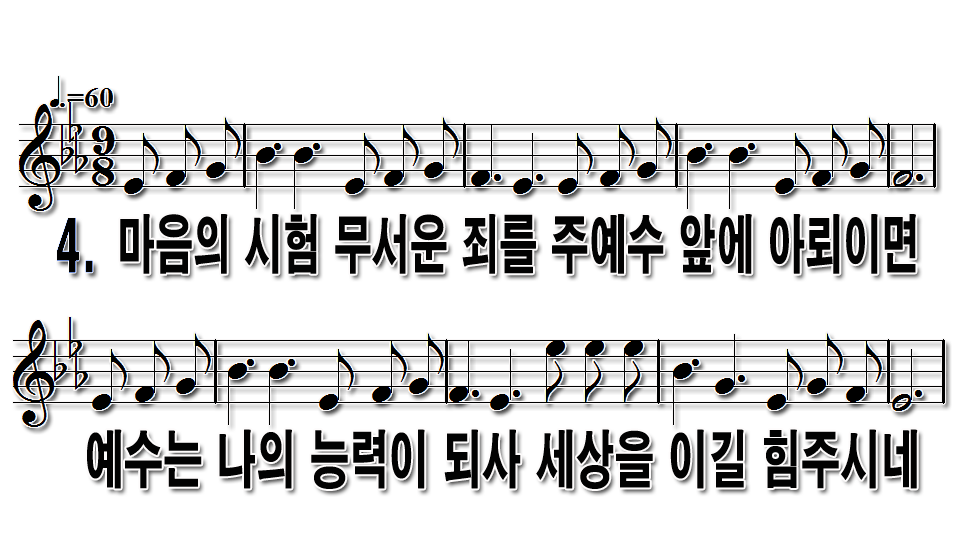 ♩.=60
9
8
4. 마음의 시험 무서운 죄를 주예수 앞에 아뢰이면
예수는 나의 능력이 되사 세상을 이길 힘주시네